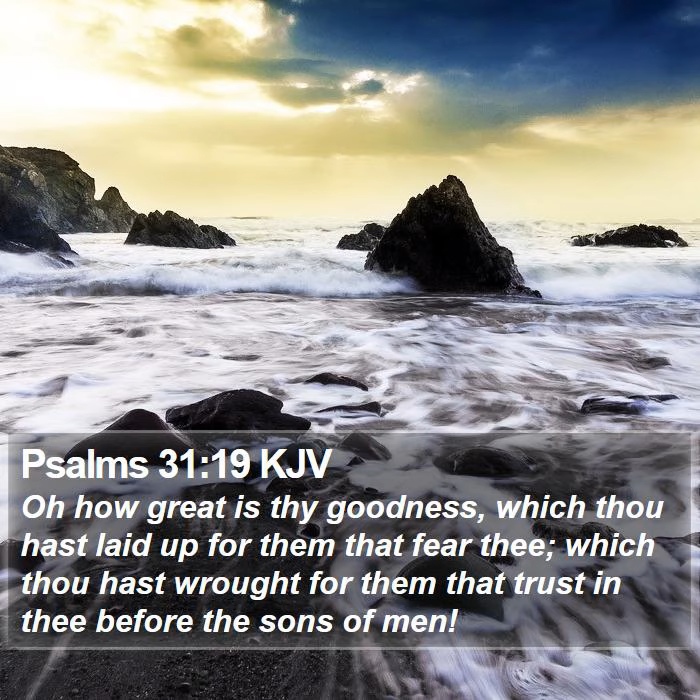 Psalms 31:19 KJV
Oh how great is thy goodness, which thou
hast laid up for them that fear thee; which
thou hast wrought for them that trust in
thee before the sons of men!